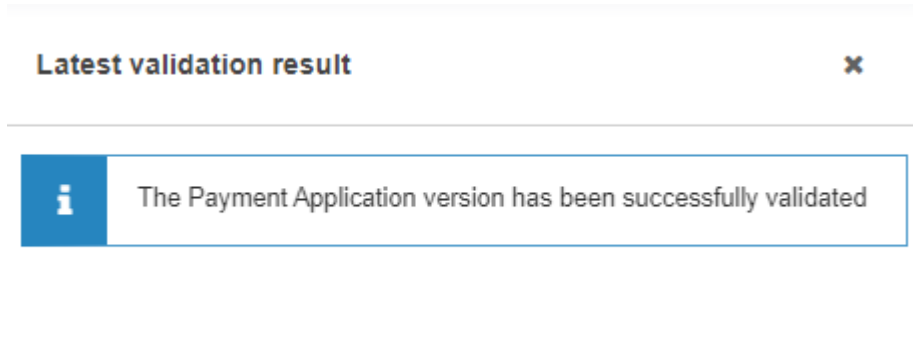 Latest validation result
The Payment Application version has been successfully validated